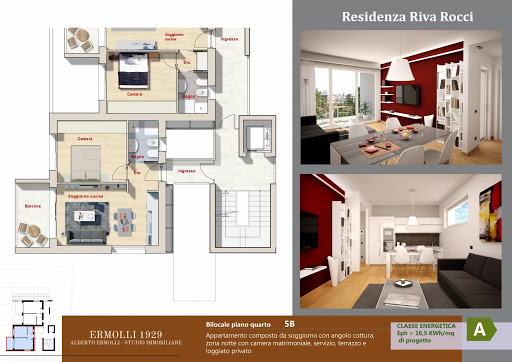 Residenza Riva Rocci
Soggiorno
cucina
Ingresso
Dis.
Camera
Bagno
Camera
Bagno
Dis.
Ingresso
Soggiorno cucina
Balcone
ERMOLLI 1929
ALBERTO ERMOLLI - STUDIO IMMOBILIARE
Bilocale piano quarto 5B
Appartamento composto da soggiorno con angolo cottura,
zona notte con camera matrimoniale, servizio, terrazzo e
loggiato privato
CLASSE ENERGETICA
Eph = 16,5 KWh/mq
di progetto
A